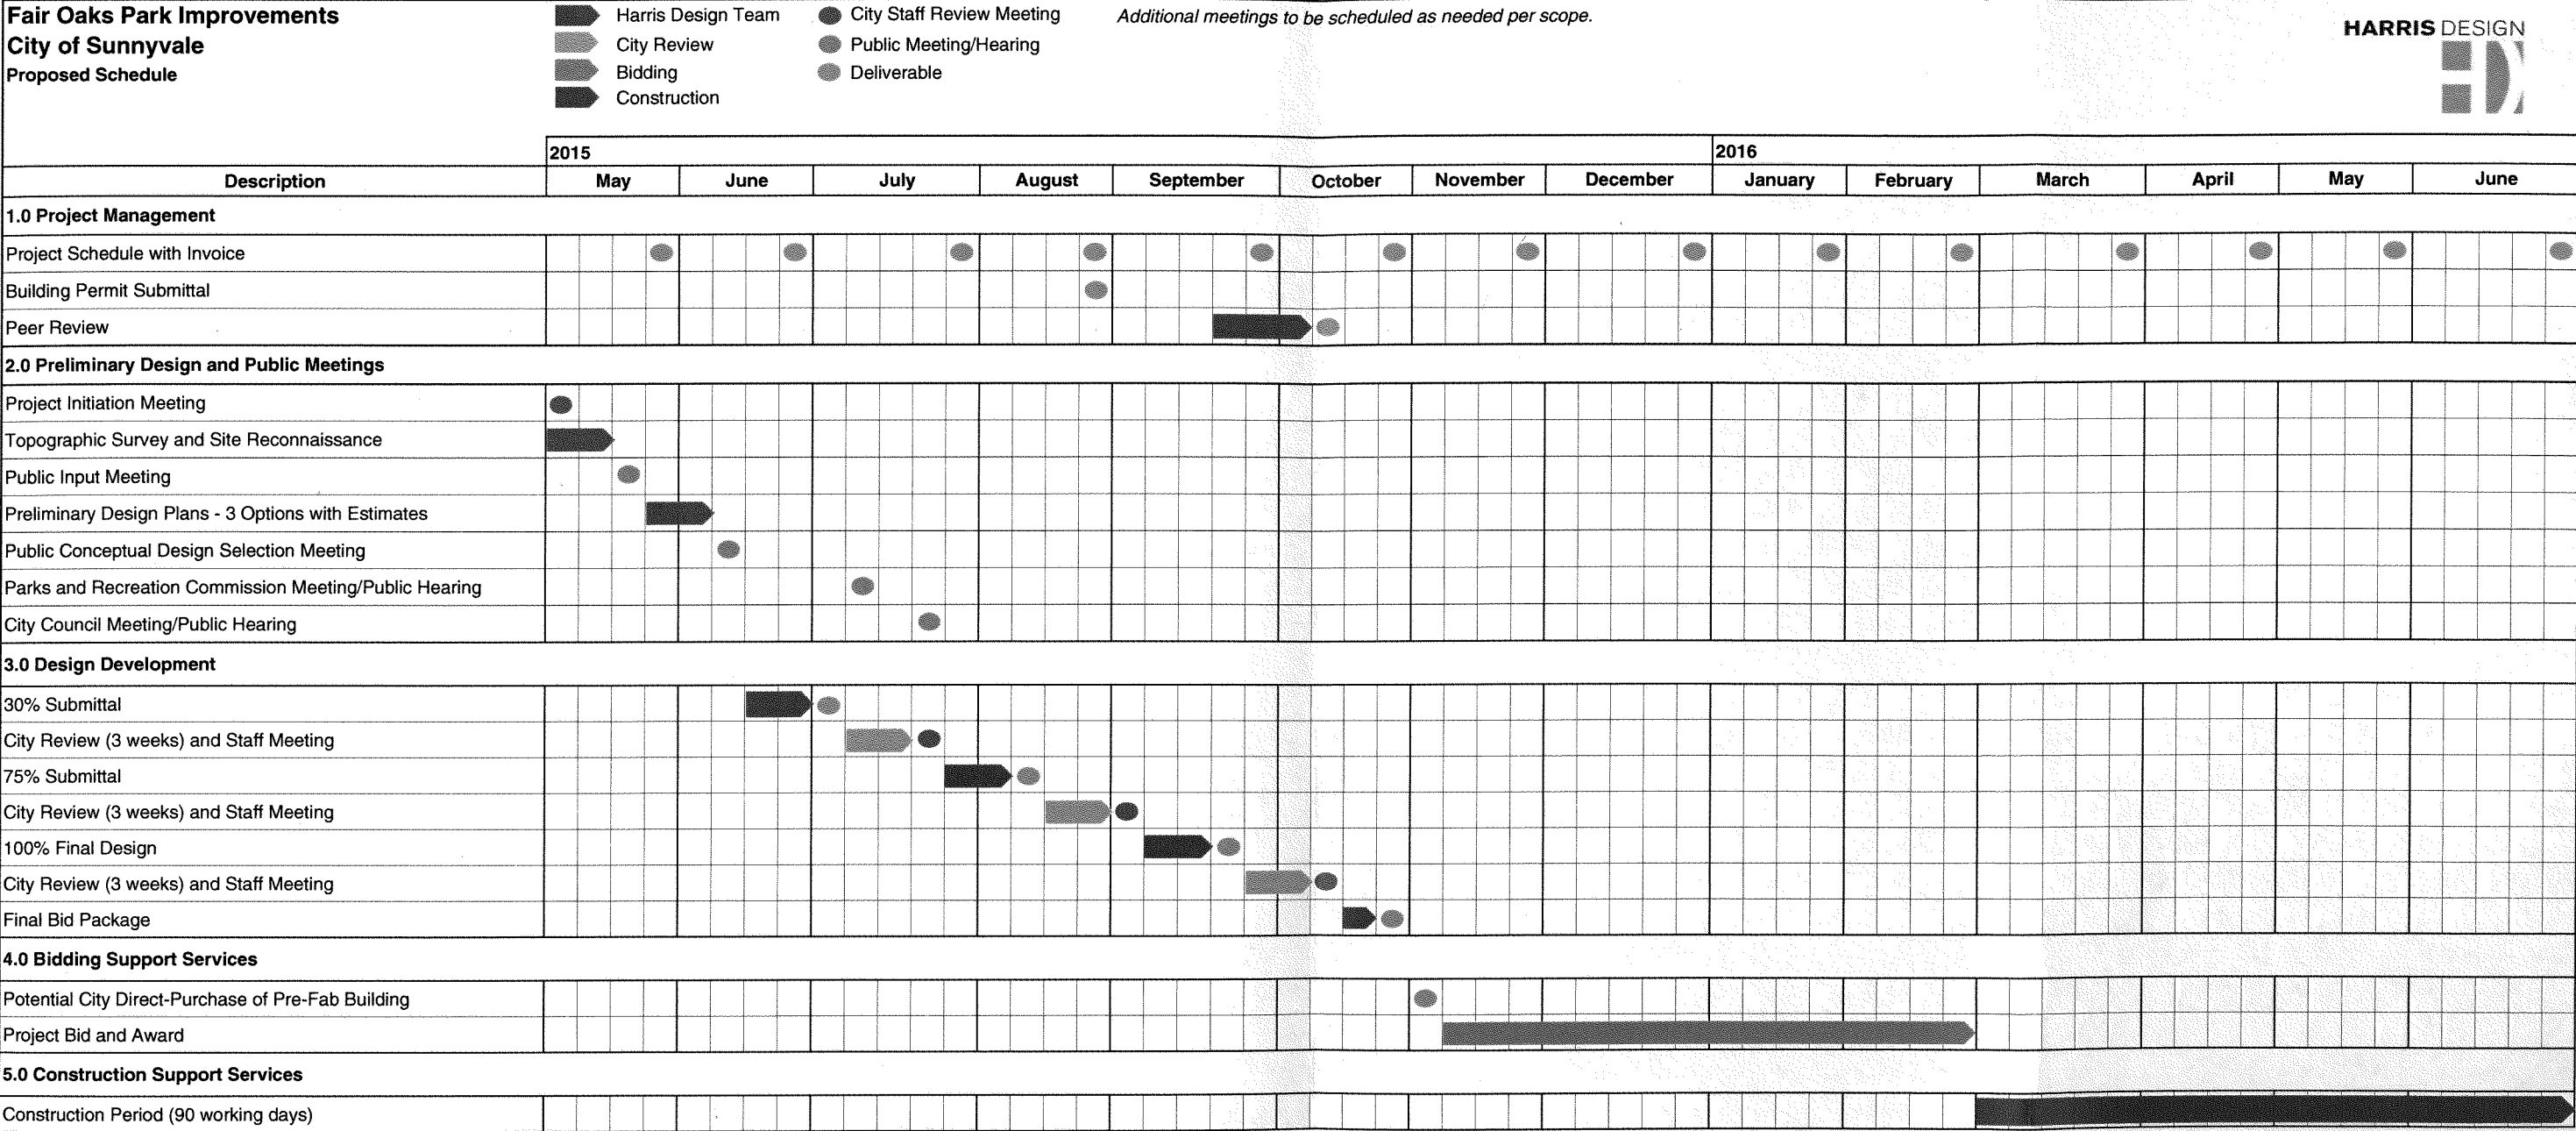 Fair Oaks Park Improvements
City of Sunnyvale
Proposed Schedule
Harris Design Team
City Review
Bidding
Construction
City Staff Review Meeting
Public Meeting/Hearing
Deliverable
Additional meetings to be scheduled as needed per scope.
HARRIS DESIGN
2015 2016
Description May June July August September October November December January February March April May June
1.0 Project Management
Project Schedule with Invoice
Building Permit Submittal
Peer Review
2.0 Preliminary Design and Public Meetings
Project Initiation Meeting
Topographic Survey and Site Reconnaissance
Public Input Meeting
Preliminary Design Plans - 3 Options with Estimates
Public Conceptual Design Selection Meeting
Parks and Recreation Commission Meeting/Public Hearing
City Council Meeting/Public Hearing
3.0 Design Development
30% Submittal
City Review (3 weeks) and Staff Meeting
75% Submittal
City Review (3 weeks) and Staff Meeting
100% Final Design
City Review (3 weeks) and Staff Meeting
Final Bid Package
4.0 Bidding Support Services
Potential City Direct-Purchase of Pre-Fab Building
Project Bid and Award
5.0 Construction Support Services
Construction Period (90 working days)